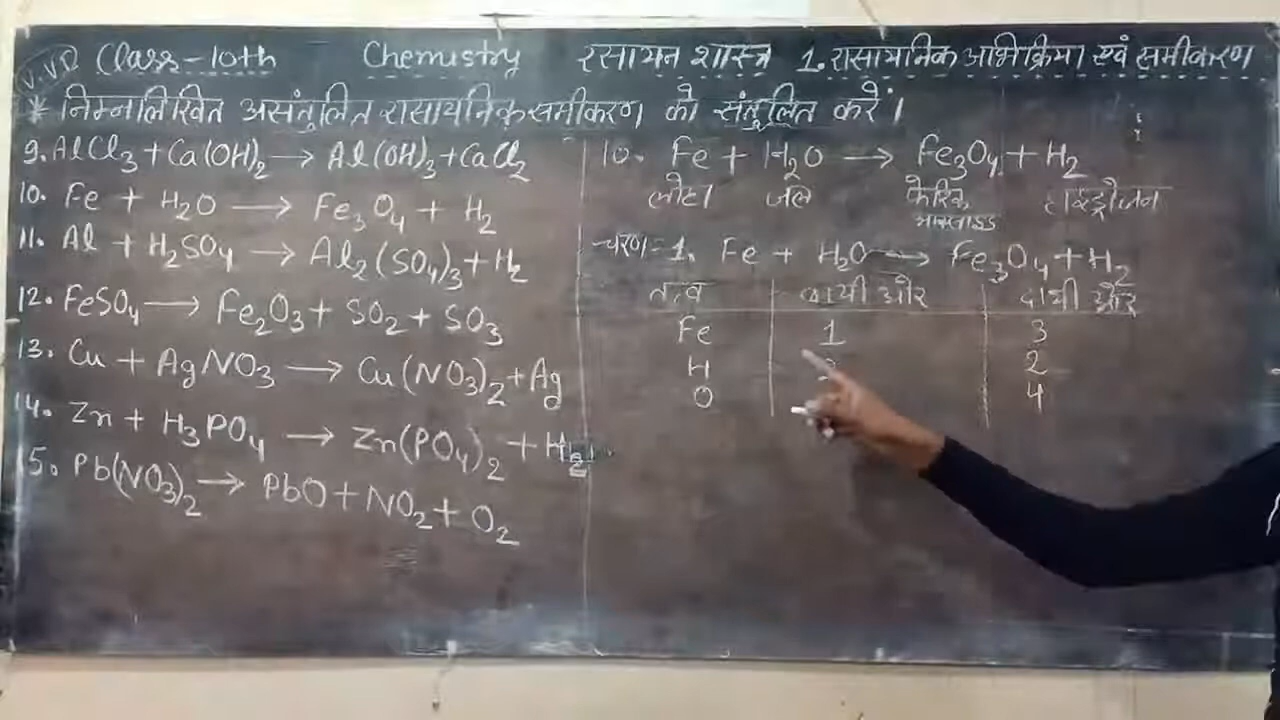 V.V.I Class-10th Chemistry रसायन शास्त्र 1. रासायनिक अभिक्रिया एवं समीकरण
* निम्नलिखित असंतुलित रासायनिक समीकरण को संतुलित करें।
9. AlCl₃ + Ca(OH)₂ → Al(OH)₃ + CaCl₂
10. Fe + H₂O → Fe₃O₄ + H₂
11. Al + H₂SO₄ → Al₂(SO₄)₃ + H₂
12. FeSO₄ → Fe₂O₃ + SO₂ + SO₃
13. Cu + AgNO₃ → Cu(NO₃)₂ + Ag
14. Zn + H₃PO₄ → Zn(PO₄)₂ + H₂
15. Pb(NO₃)₂ → PbO + NO₂ + O₂
10. Fe + H₂O → Fe₃O₄ + H₂
लोहा जल फेरिक हाइड्रोजन
आक्साइड
चरण-1. Fe + H₂O → Fe₃O₄ + H₂
तत्व बायी ओर दायी ओर
Fe 1 3
H 2
O 4